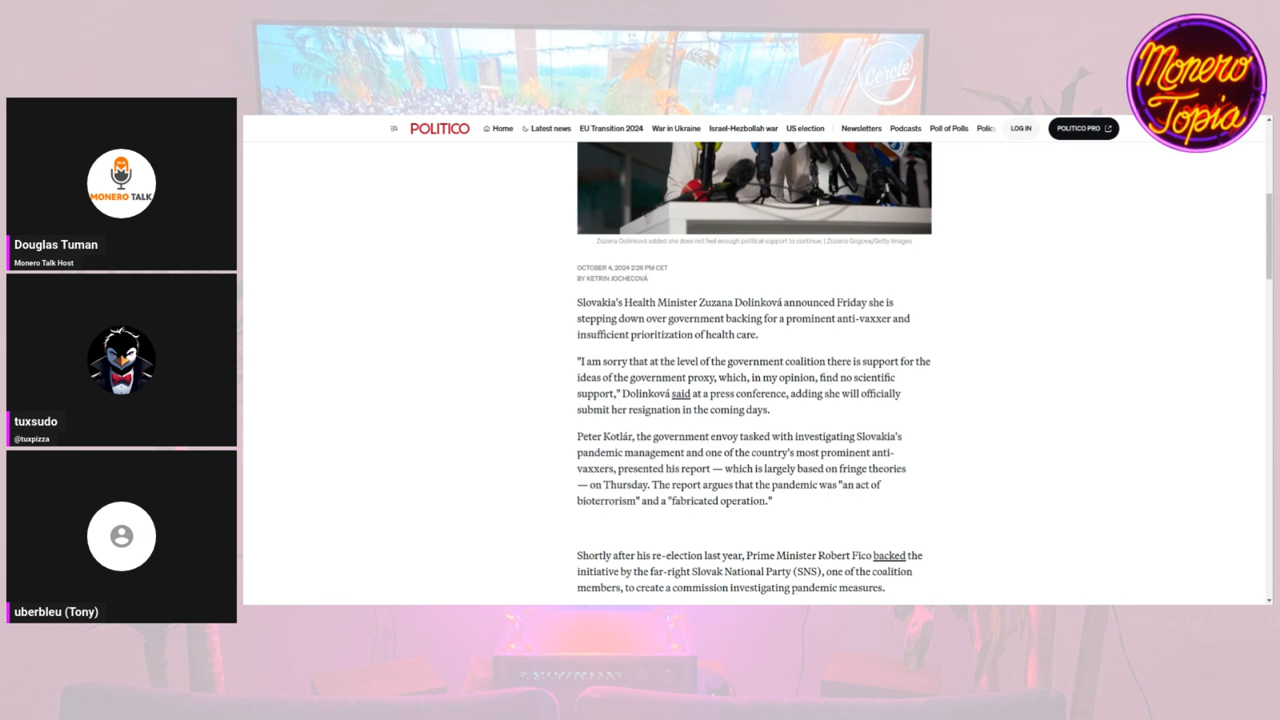 Cercle
Monero
Topia
MONERO TALK
Douglas Tuman
Monero Talk Host
tuxsudo
@tuxpizza
uberbleu (Tony)
POLITICO
Home
Latest news
EU Transition 2024
War in Ukraine
Israel-Hezbollah war
US election
Newsletters
Podcasts
Poll of Polls
Polic
LOG IN
POLITICO PRO
Zuzana Dolinková added she does not feel enough political support to continue. | Zuzana Gogova/Getty Images
OCTOBER 4, 2024 2:26 PM CET
BY KETRIN JOCHECOVÁ
Slovakia's Health Minister Zuzana Dolinková announced Friday she is
stepping down over government backing for a prominent anti-vaxxer and
insufficient prioritization of health care.
"I am sorry that at the level of the government coalition there is support for the
ideas of the government proxy, which, in my opinion, find no scientific
support," Dolinková said at a press conference, adding she will officially
submit her resignation in the coming days.
Peter Kotlár, the government envoy tasked with investigating Slovakia's
pandemic management and one of the country's most prominent anti-
vaxxers, presented his report — which is largely based on fringe theories
— on Thursday. The report argues that the pandemic was "an act of
bioterrorism" and a "fabricated operation."
Shortly after his re-election last year, Prime Minister Robert Fico backed the
initiative by the far-right Slovak National Party (SNS), one of the coalition
members, to create a commission investigating pandemic measures.